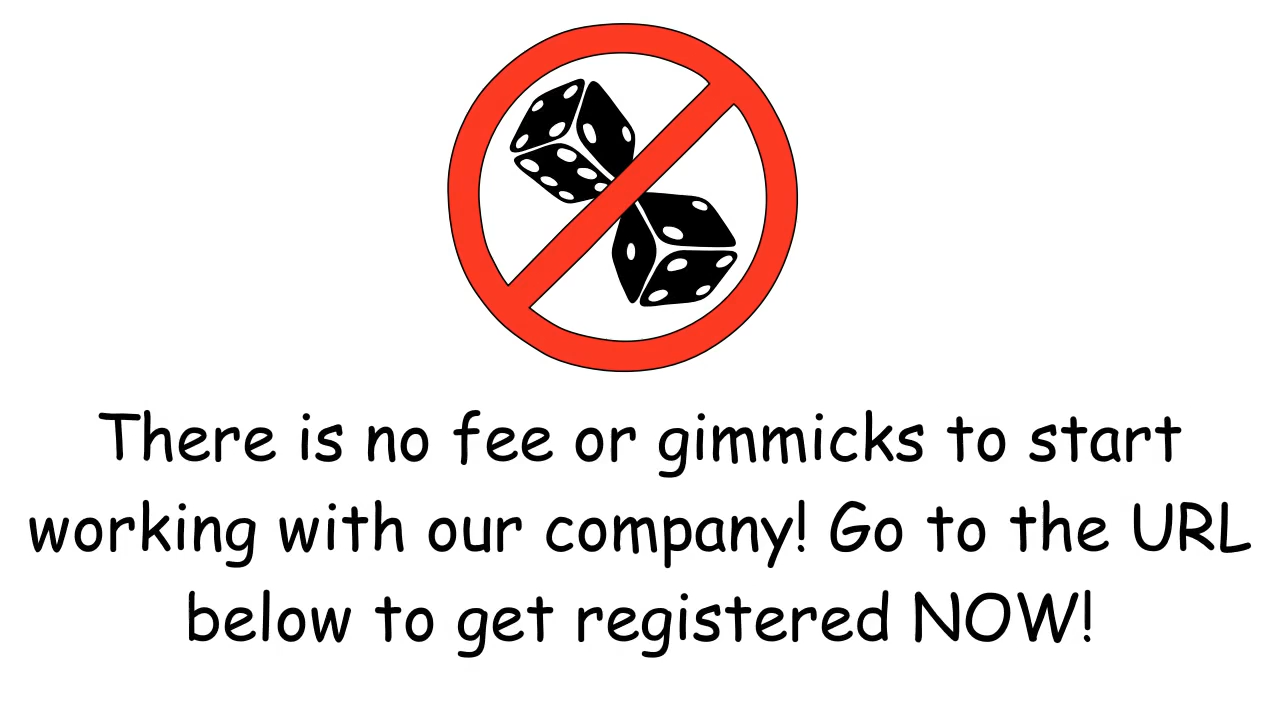 There is no fee or gimmicks to start
working with our company! Go to the URL
below to get registered NOW!